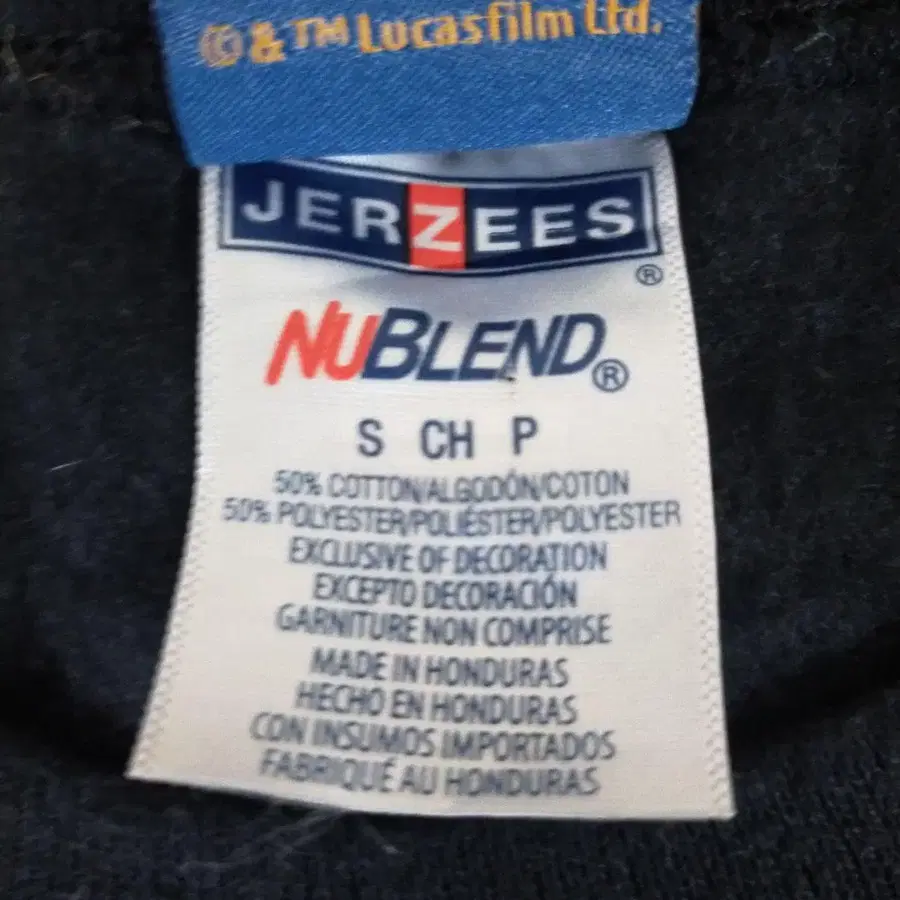 ©&™ Lucasfilm Ltd.
JERZEES®
NUBLEND®
S CH P
50% COTTON/ALGODÓN/COTON
50% POLYESTER/POLIÉSTER/POLYESTER
EXCLUSIVE OF DECORATION
EXCEPTO DECORACIÓN
GARNITURE NON COMPRISE
MADE IN HONDURAS
HECHO EN HONDURAS
CON INSUMOS IMPORTADOS
FABRIQUÉ AU HONDURAS